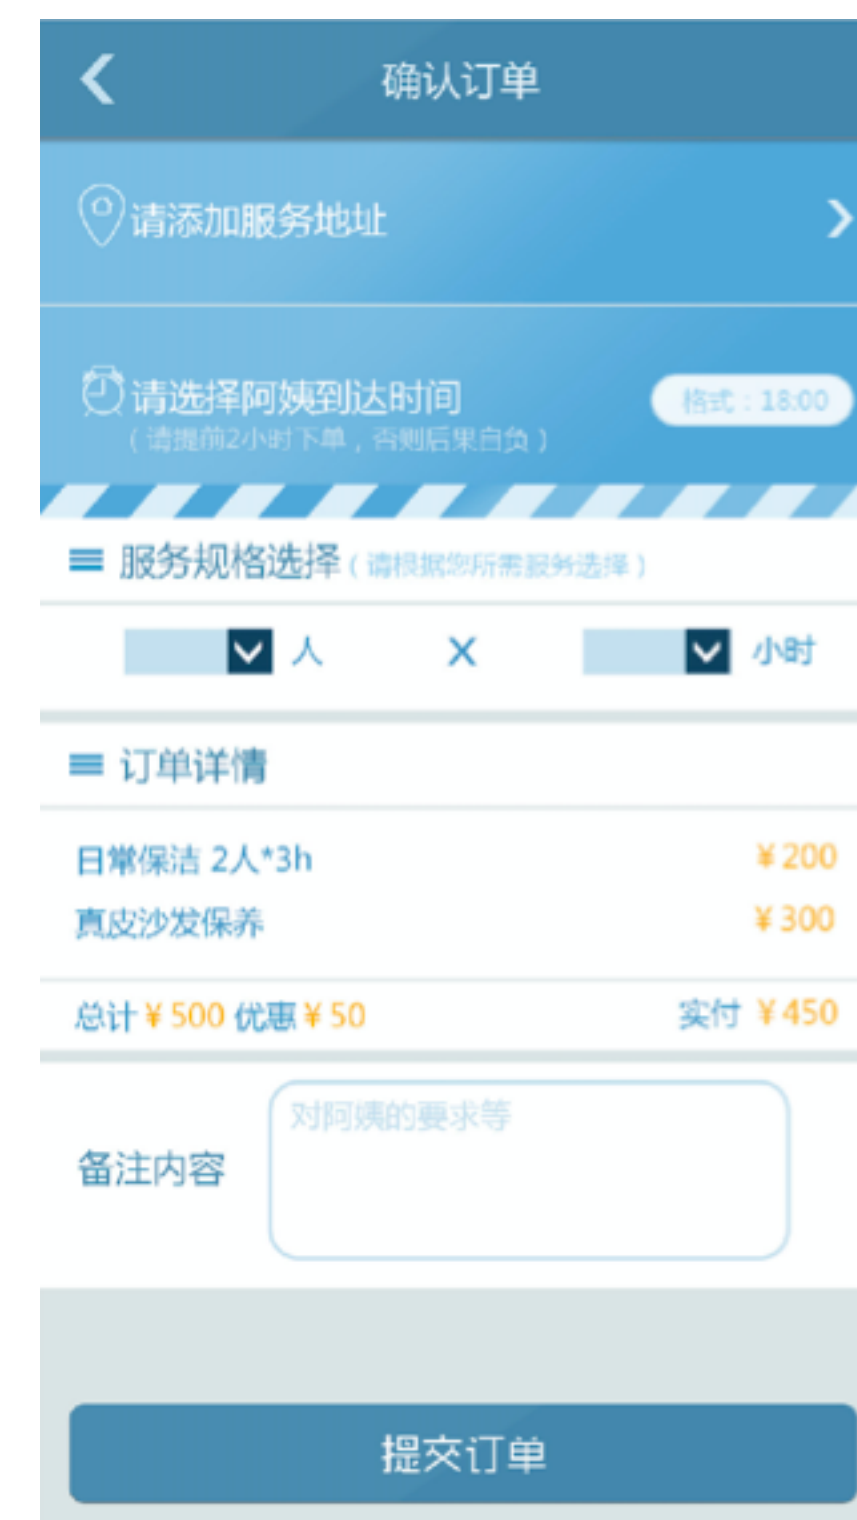 确认订单
请添加服务地址
请选择阿姨到达时间
格式：18:00
（请提前2小时下单，否则后果自负）
服务规格选择（请根据您所需服务选择）
人 X 小时
订单详情
日常保洁 2人*3h ¥200
真皮沙发保养 ¥300
总计¥500 优惠¥50 实付 ¥450
对阿姨的要求等
备注内容
提交订单